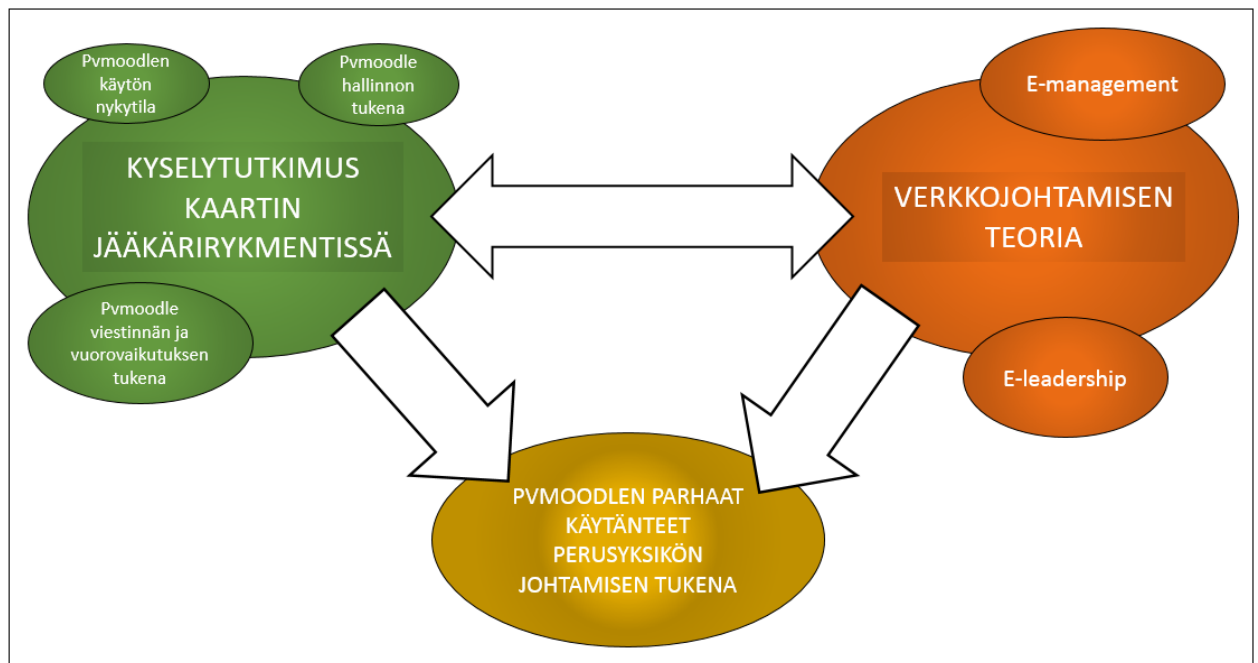 Pvmoodlen
käytön
nykytila
Pvmoodle
hallinnon
tukena
KYSELYTUTKIMUS
KAARTIN
JÄÄKÄRIRYKMENTISSÄ
Pvmoodle
viestinnän ja
vuorovaikutuksen
tukena
E-management
VERKKOJOHTAMISEN
TEORIA
E-leadership
PVMOODLEN PARHAAT
KÄYTÄNTEET
PERUSYKSIKÖN
JOHTAMISEN TUKENA